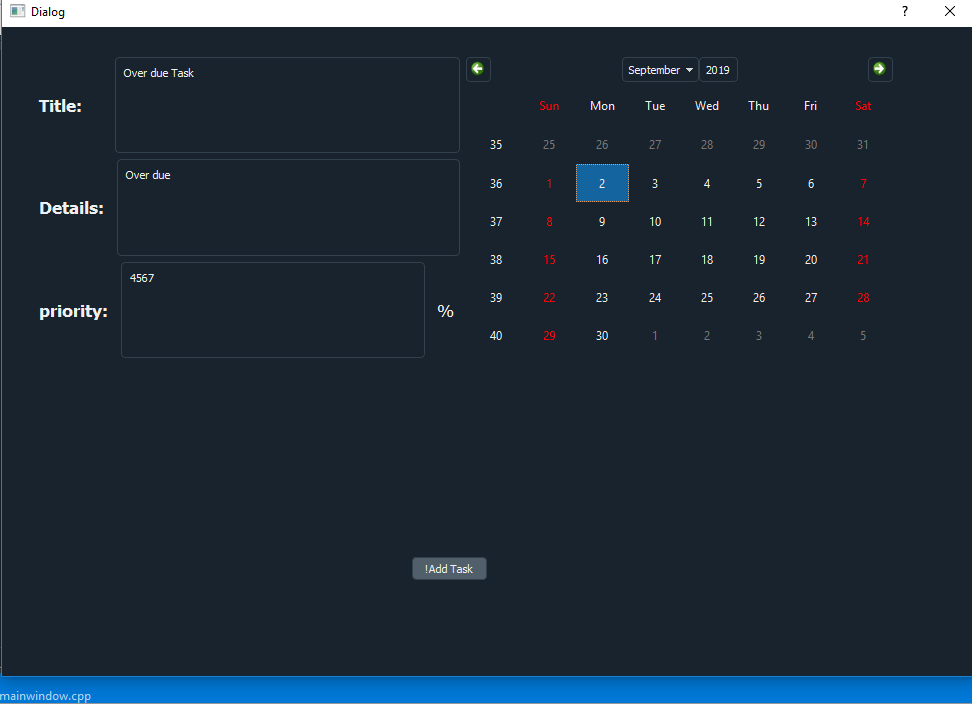 Dialog
?
Title:
Over due Task
Details:
Over due
priority:
4567
%
September 2019
Sun Mon Tue Wed Thu Fri Sat
35 25 26 27 28 29 30 31
36 1 2 3 4 5 6 7
37 8 9 10 11 12 13 14
38 15 16 17 18 19 20 21
39 22 23 24 25 26 27 28
40 29 30 1 2 3 4 5
!Add Task
mainwindow.cpp